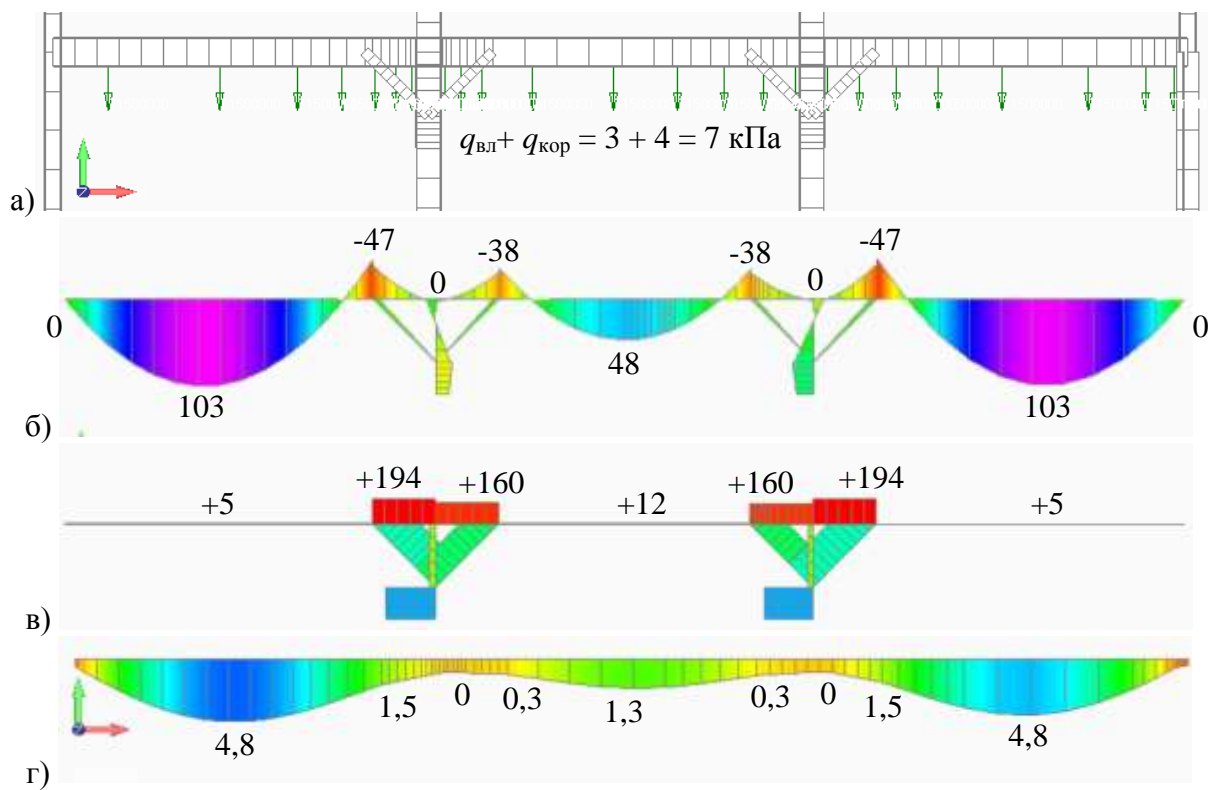 qвл+ qкор = 3 + 4 = 7 кПа
а)
-47 -38 -38 -47
0 0
0 0
48
103 103
б)
+194 +160 +160 +194
+5 +12 +5
в)
1,5 0 0,3 1,3 0,3 0 1,5
4,8 4,8
г)